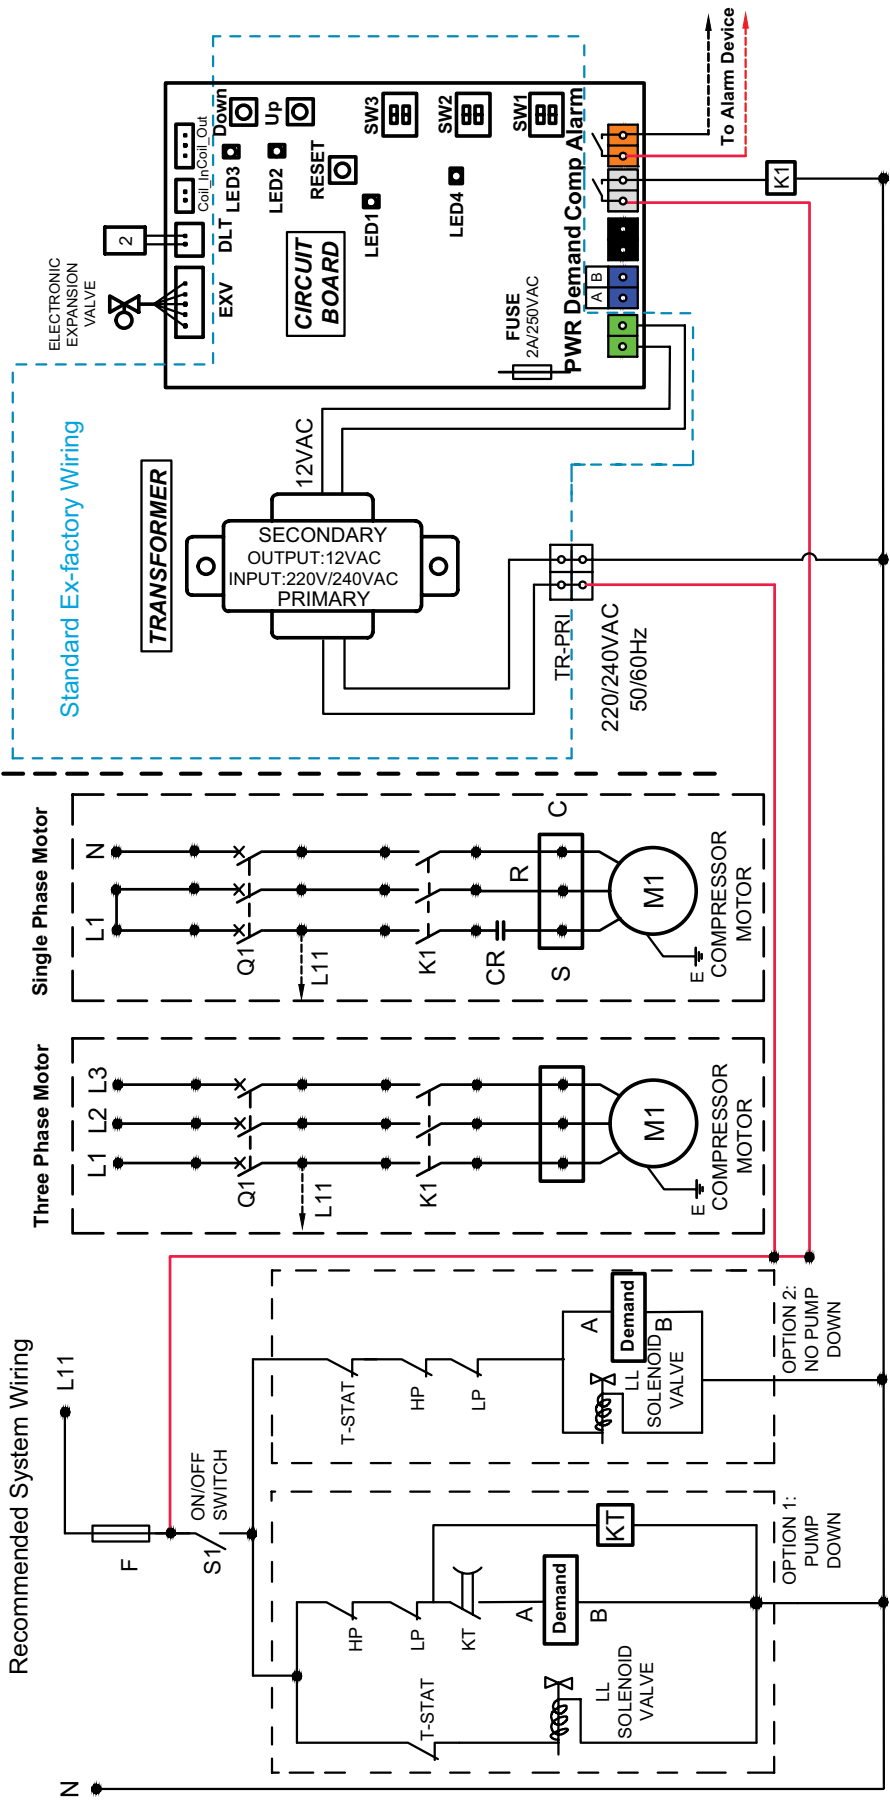 Recommended System Wiring
N
L11
F
S1
ON/OFF
SWITCH
T-STAT
HP
LP
KT
A
Demand
B
KT
LL
SOLENOID
VALVE
OPTION 1:
PUMP
DOWN
T-STAT
HP
LP
A
Demand
B
LL
SOLENOID
VALVE
OPTION 2:
NO PUMP
DOWN
Three Phase Motor
L1
L2
L3
Q1
L11
K1
M1
E
COMPRESSOR
MOTOR
Single Phase Motor
L1
N
Q1
L11
K1
CR
S
R
C
M1
E
COMPRESSOR
MOTOR
Standard Ex-factory Wiring
TRANSFORMER
SECONDARY
OUTPUT:12VAC
INPUT:220V/240VAC
PRIMARY
12VAC
TR-PRI
220/240VAC
50/60Hz
ELECTRONIC
EXPANSION
VALVE
2
EXV
DLT
Coil_In
Coil_Out
Down
Up
LED3
LED2
RESET
LED1
LED4
SW3
SW2
SW1
CIRCUIT
BOARD
FUSE
2A/250VAC
PWR
Demand
Comp
Alarm
A
B
K1
To Alarm Device